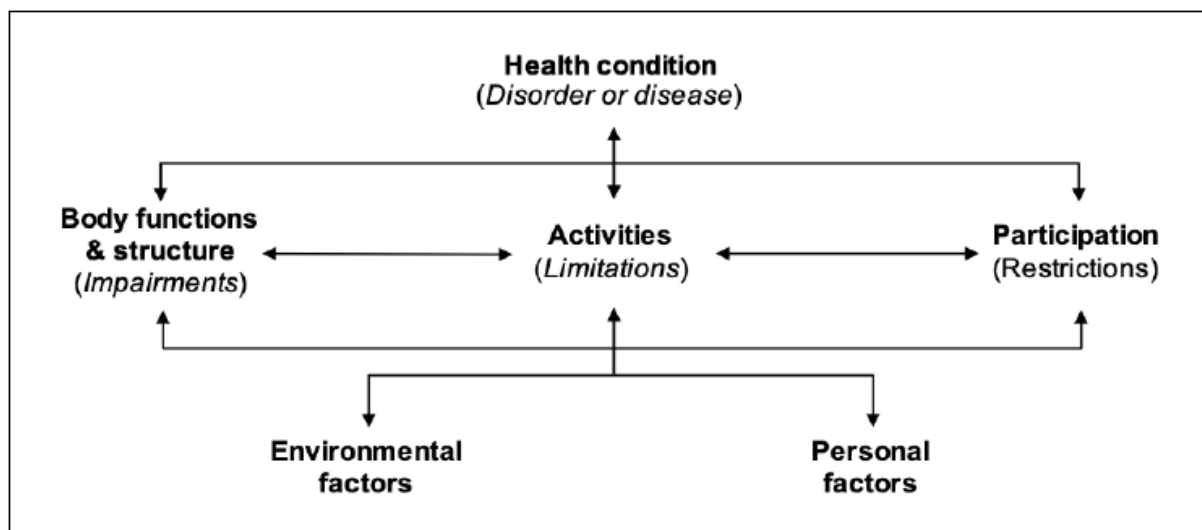 Health condition
(Disorder or disease)
Body functions
& structure
(Impairments)
Activities
(Limitations)
Participation
(Restrictions)
Environmental
factors
Personal
factors